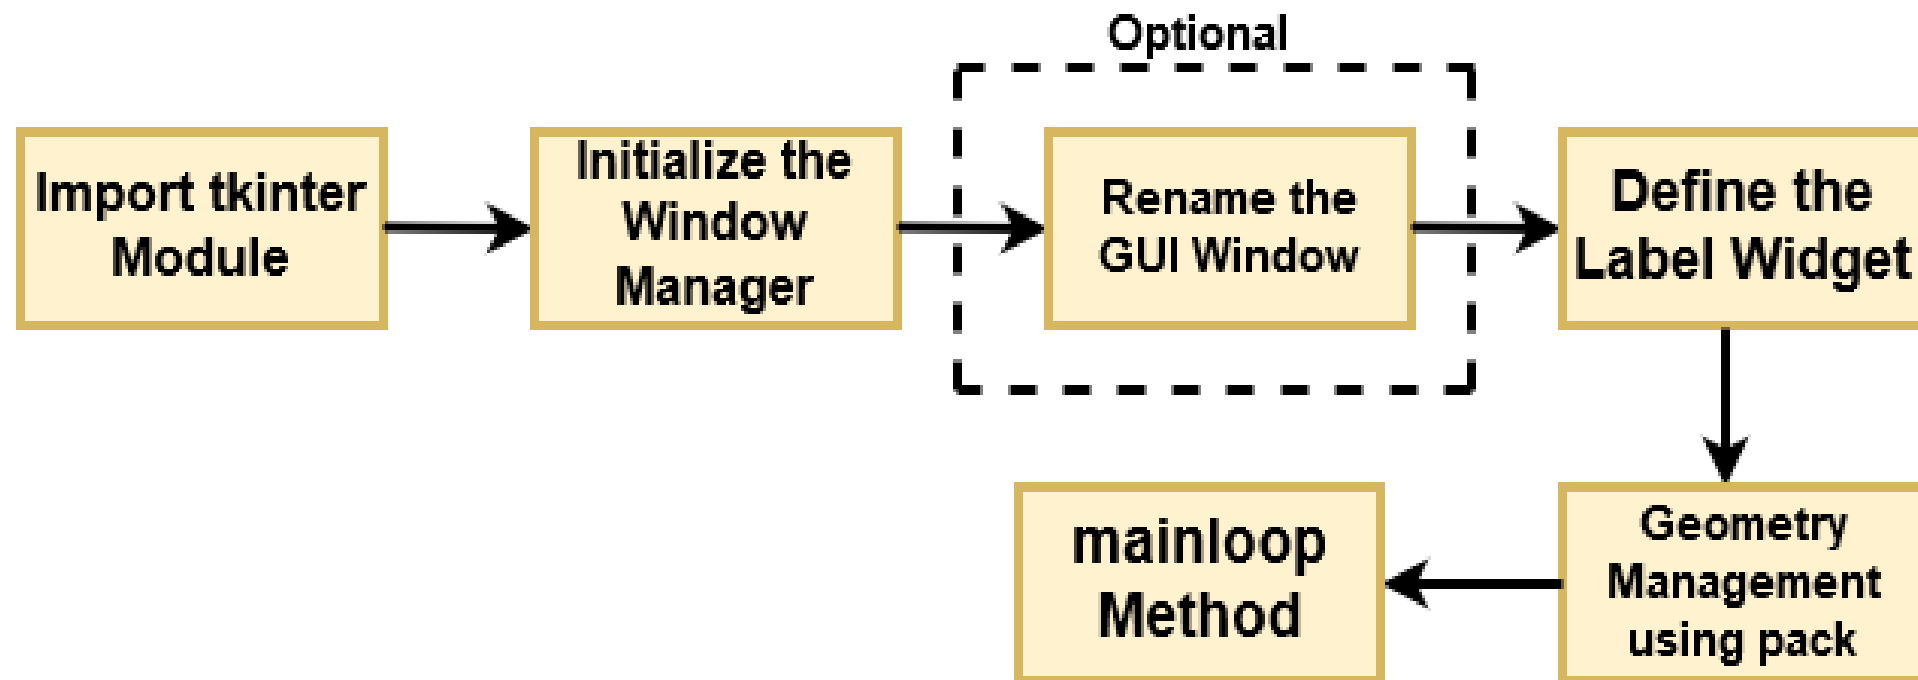 Optional
Import tkinter
Module
Initialize the
Window
Manager
Rename the
GUI Window
Define the
Label Widget
Geometry
Management
using pack
mainloop
Method